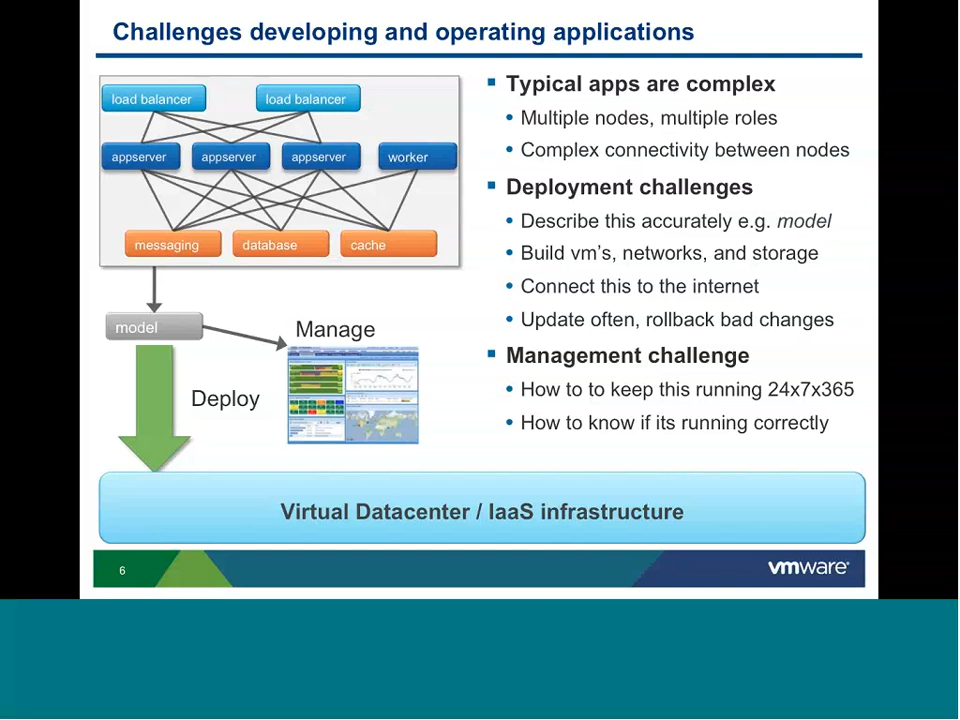 Challenges developing and operating applications
load balancer
load balancer
appserver
appserver
appserver
worker
messaging
database
cache
model
Manage
Deploy
Typical apps are complex
Multiple nodes, multiple roles
Complex connectivity between nodes
Deployment challenges
Describe this accurately e.g. model
Build vm's, networks, and storage
Connect this to the internet
Update often, rollback bad changes
Management challenge
How to to keep this running 24x7x365
How to know if its running correctly
Virtual Datacenter / IaaS infrastructure
6
vmware